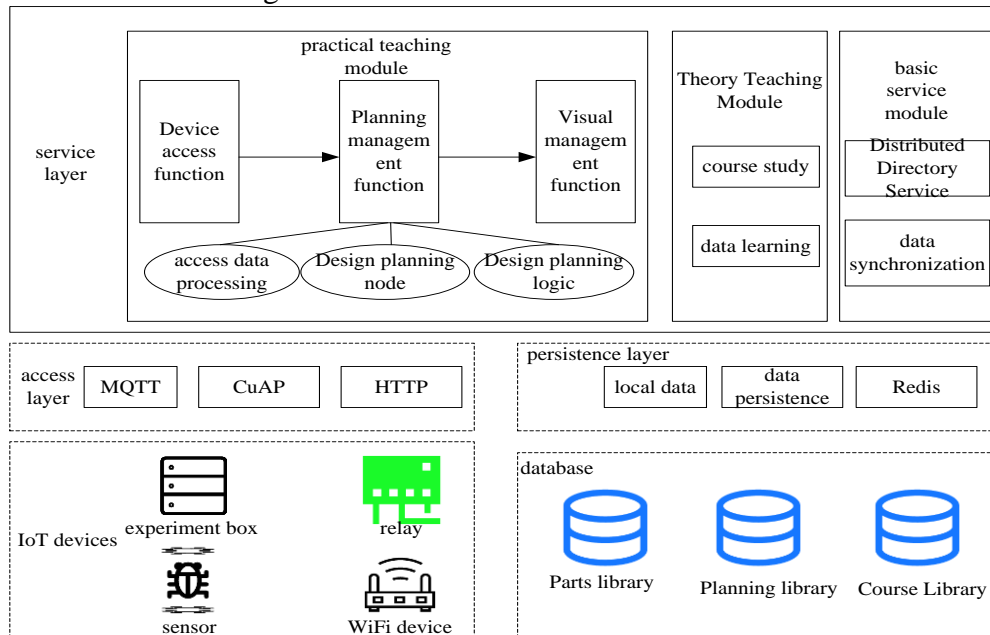 practical teaching
module
Device
access
function
Planning
managem
ent
function
Visual
managem
ent
function
access data
processing
Design planning
node
Design planning
logic
service
layer
Theory Teaching
Module
course study
data learning
basic
service
module
Distributed
Directory
Service
data
synchronization
access
layer
MQTT
CuAP
HTTP
persistence layer
local data
data
persistence
Redis
IoT devices
experiment box
relay
sensor
WiFi device
database
Parts library
Planning library
Course Library